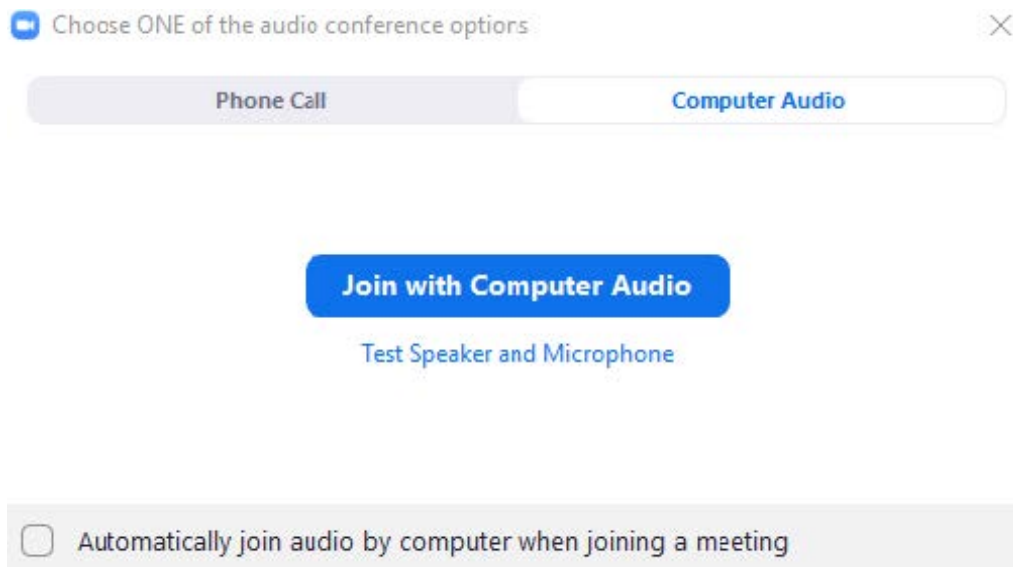 Choose ONE of the audio conference options
Phone Call
Computer Audio
Join with Computer Audio
Test Speaker and Microphone
Automatically join audio by computer when joining a meeting